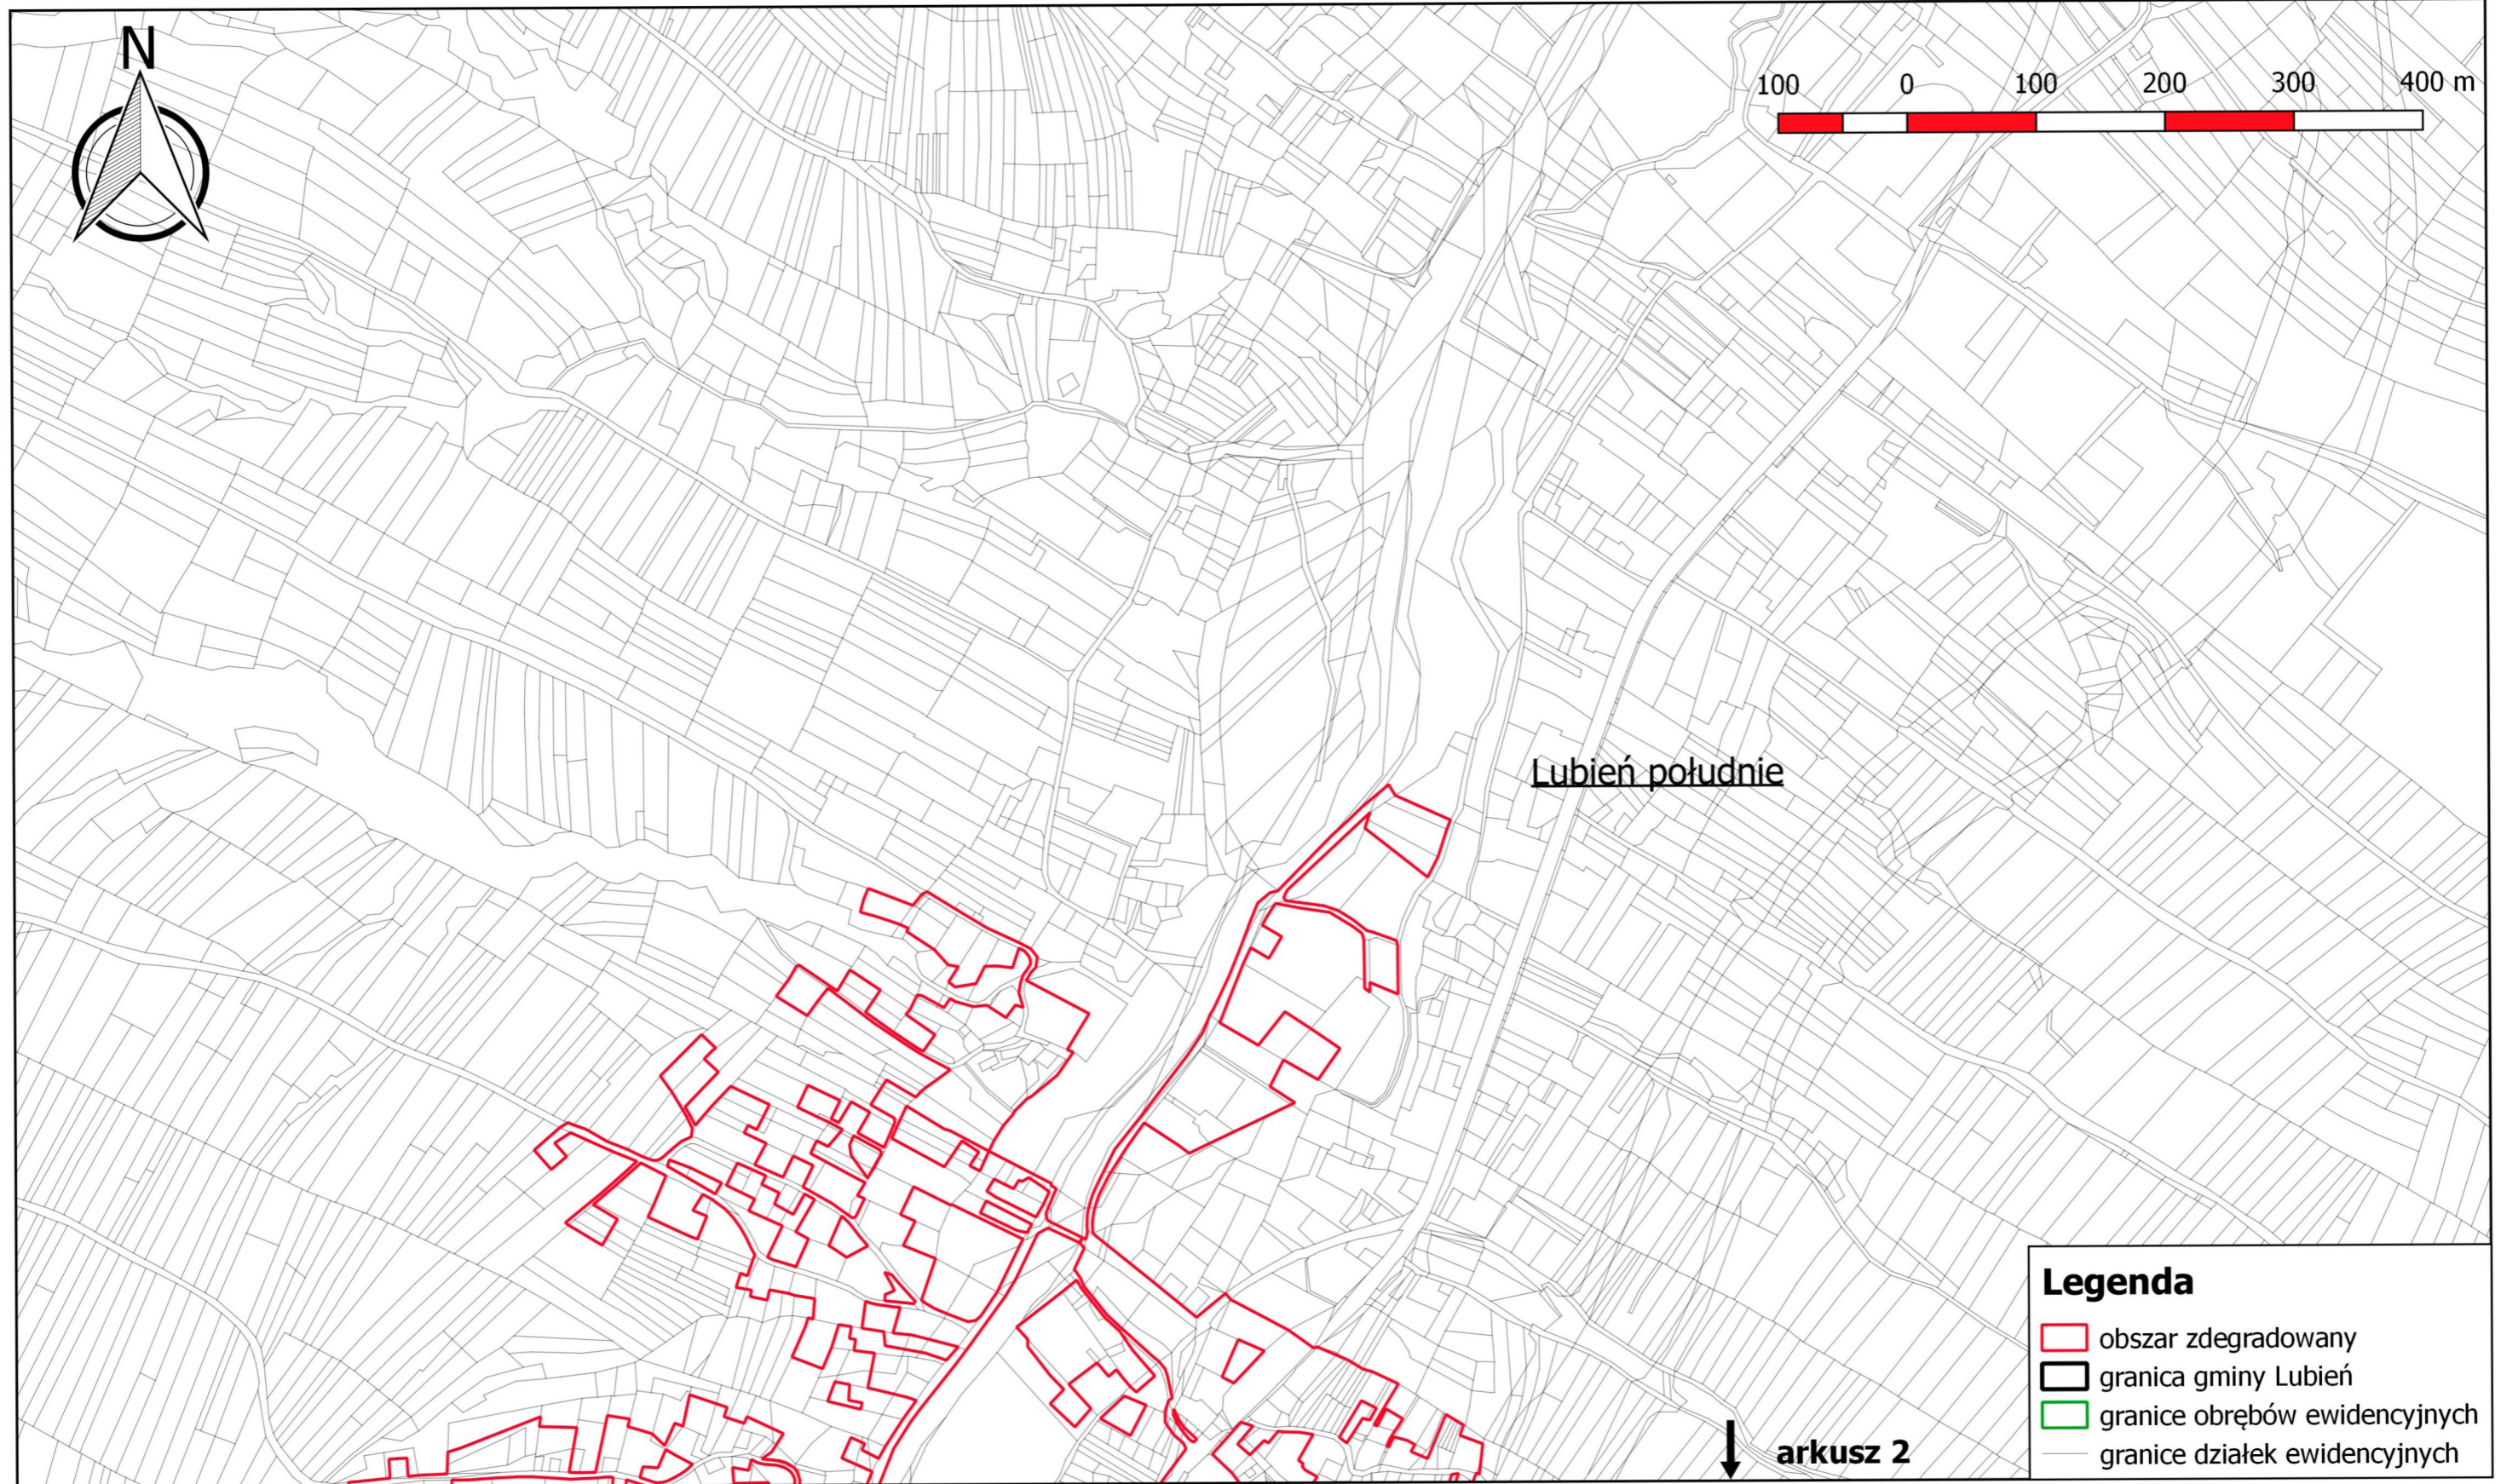 N
100 0 100 200 300 400 m
Lubień południe
Legenda
obszar zdegradowany
granica gminy Lubień
granice obrębów ewidencyjnych
granice działek ewidencyjnych
arkusz 2